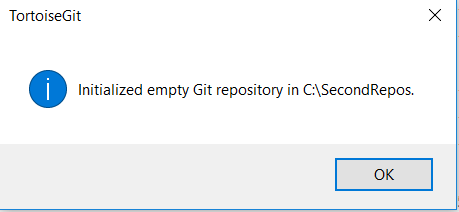 TortoiseGit
Initialized empty Git repository in C:\SecondRepos.
OK